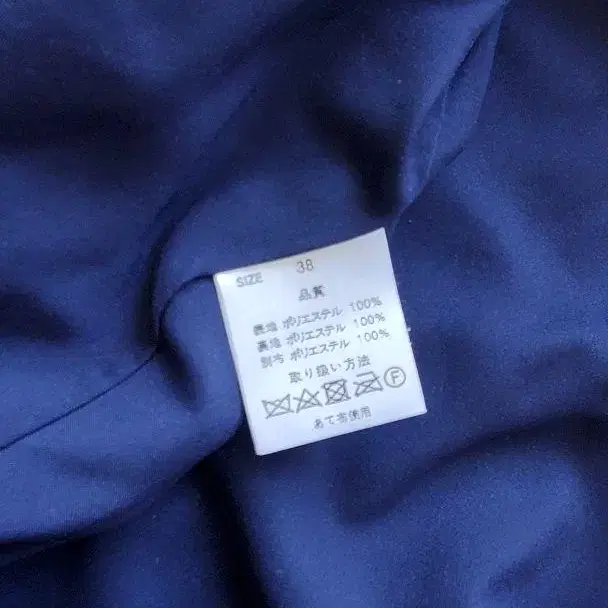 SIZE 38
品質
表地 ポリエステル 100%
裏地 ポリエステル 100%
別布 ポリエステル 100%
取り扱い方法
F
あて布使用